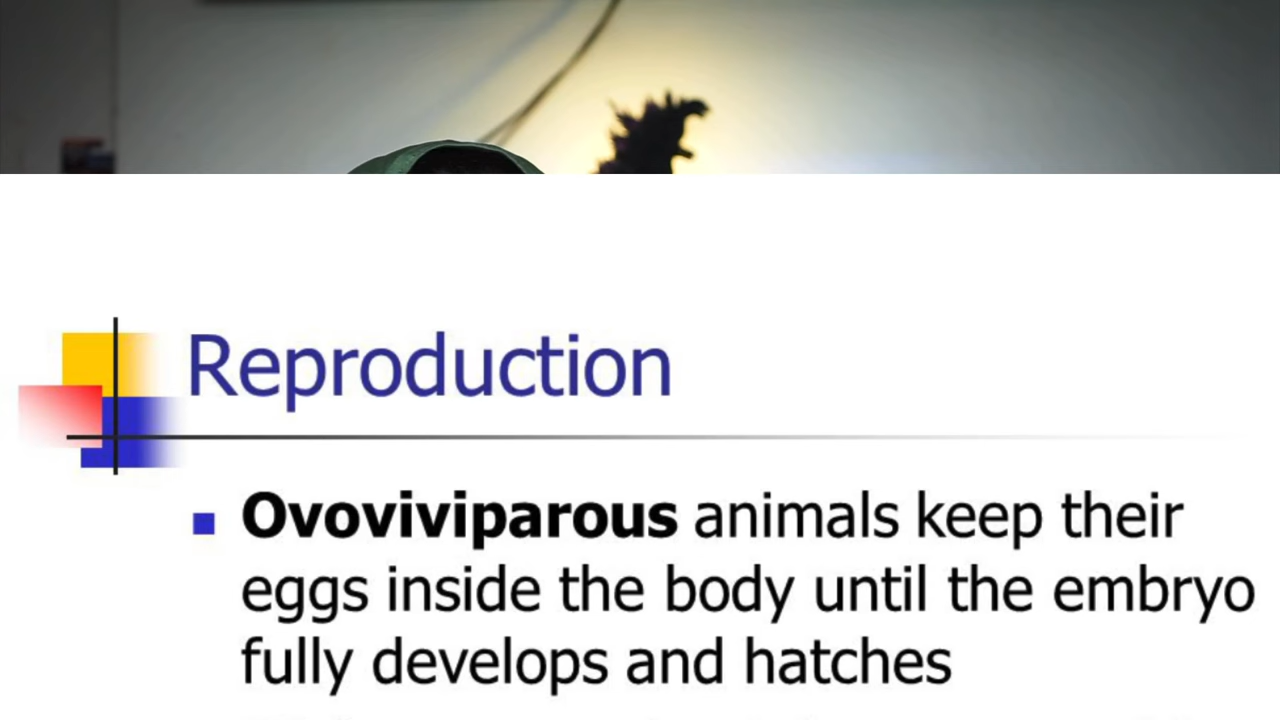 Reproduction
Ovoviviparous animals keep their
eggs inside the body until the embryo
fully develops and hatches